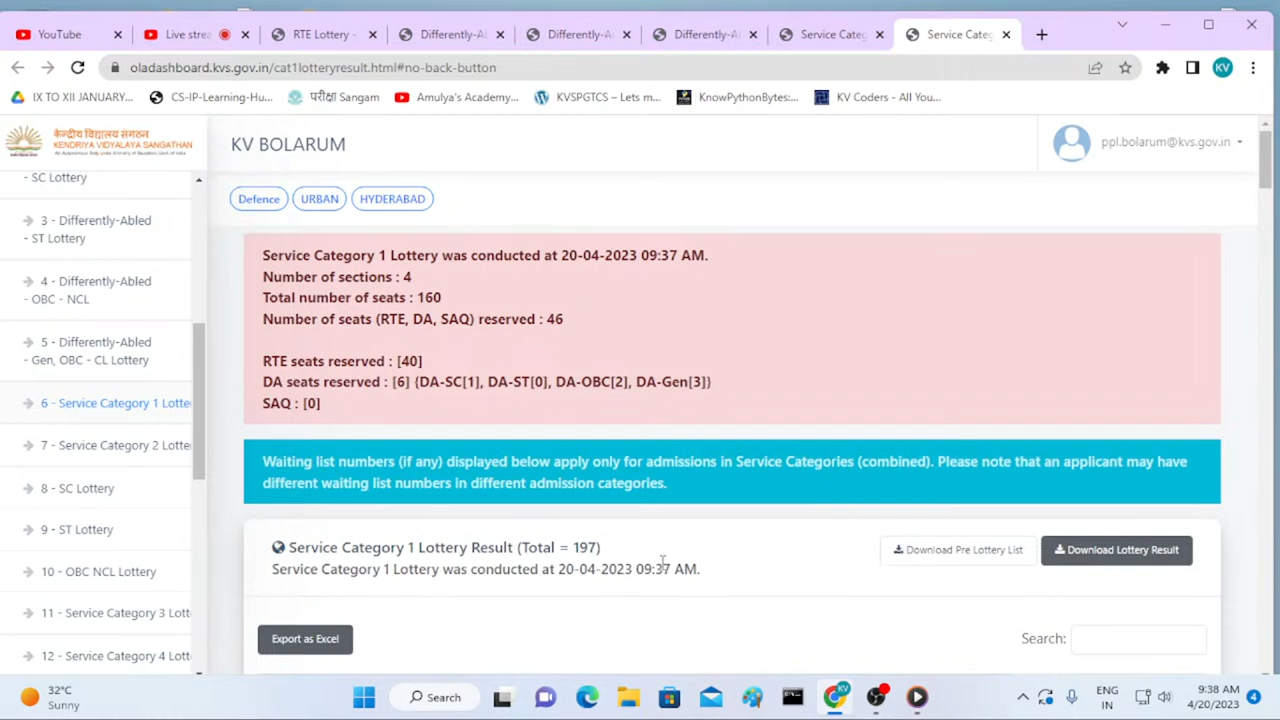 YouTube
Live strea
RTE Lottery -
Differently-A
Differently-A
Differently-A
Service Categ
Service Categ
oladashboard.kvs.gov.in/cat1lotteryresult.html#no-back-button
KV
IX TO XII JANUARY...
CS-IP-Learning-Hu...
परीक्षा Sangam
Amulya's Academy...
KVSPGTCS – Lets m...
KnowPythonBytes:...
KV Coders - All You...
केन्द्रीय विद्यालय संगठन
KENDRIYA VIDYALAYA SANGATHAN
KV BOLARUM
ppl.bolarum@kvs.gov.in
- SC Lottery
3 - Differently-Abled
- ST Lottery
4 - Differently-Abled
- OBC - NCL
5 - Differently-Abled
- Gen, OBC - CL Lottery
6 - Service Category 1 Lotte
7 - Service Category 2 Lotte
8 - SC Lottery
9 - ST Lottery
10 - OBC NCL Lottery
11 - Service Category 3 Lott
12 - Service Category 4 Lott
Defence
URBAN
HYDERABAD
Service Category 1 Lottery was conducted at 20-04-2023 09:37 AM.
Number of sections : 4
Total number of seats : 160
Number of seats (RTE, DA, SAQ) reserved : 46
RTE seats reserved : [40]
DA seats reserved : [6] {DA-SC[1], DA-ST[0], DA-OBC[2], DA-Gen[3]}
SAQ : [0]
Waiting list numbers (if any) displayed below apply only for admissions in Service Categories (combined). Please note that an applicant may have
different waiting list numbers in different admission categories.
Service Category 1 Lottery Result (Total = 197)
Service Category 1 Lottery was conducted at 20-04-2023 09:37 AM.
Download Pre Lottery List
Download Lottery Result
Export as Excel
Search:
32°C
Sunny
Search
KV
ENG
IN
9:38 AM
4/20/2023
4